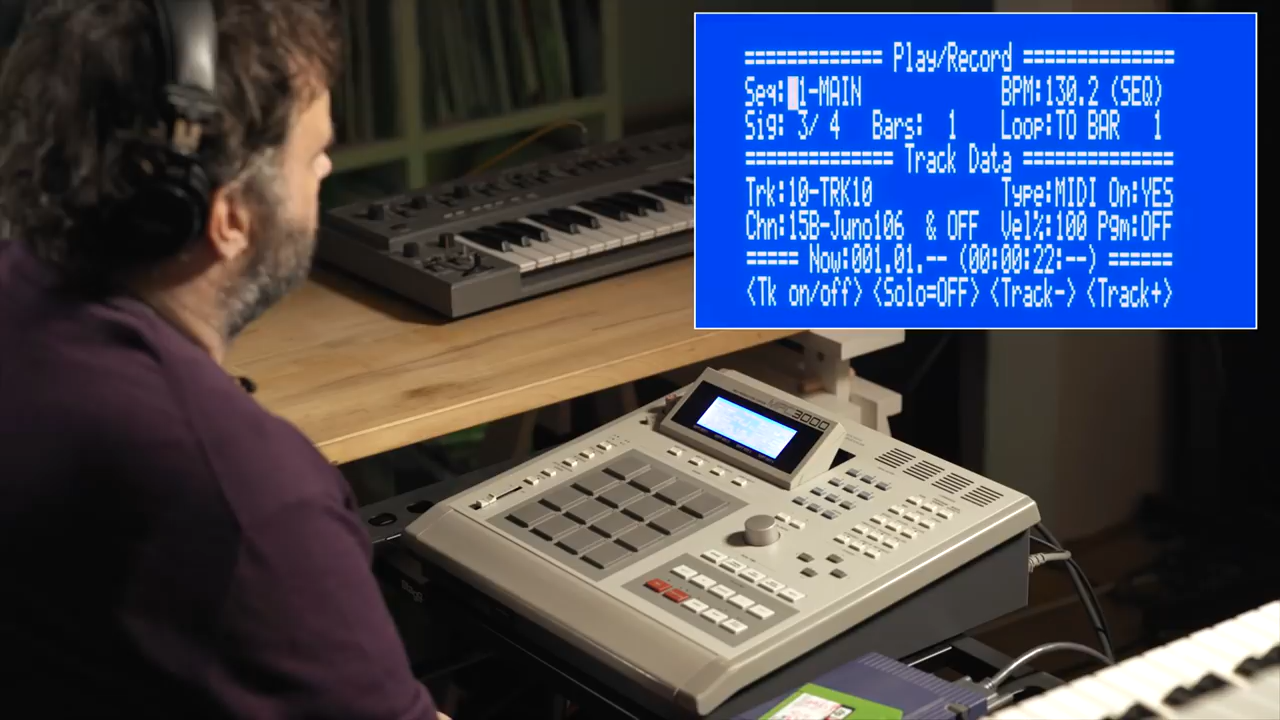 ============ Play/Record =============
Seq: 1-MAIN BPM:130.2 (SEQ)
Sig: 3/ 4 Bars: 1 Loop:TO BAR 1
============= Track Data =============
Trk:10-TRK10 Type:MIDI On:YES
Chn:15B-Juno106 & OFF Vel%:100 Pgm:OFF
===== Now:001.01.-- (00:00:22:--) ======
<Tk on/off> <Solo=OFF> <Track-> <Track+>
MPC3000